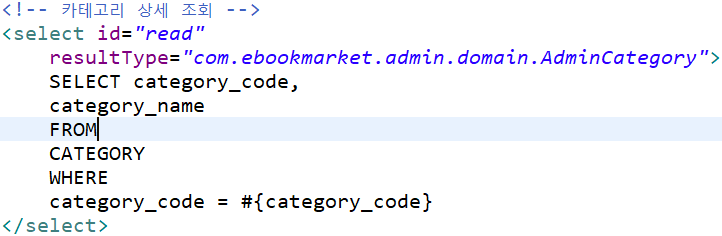 <!-- 카테고리 상세 조회 -->
<select id="read"
    resultType="com.ebookmarket.admin.domain.AdminCategory">
    SELECT category_code,
    category_name
    FROM
    CATEGORY
    WHERE
    category_code = #{category_code}
</select>